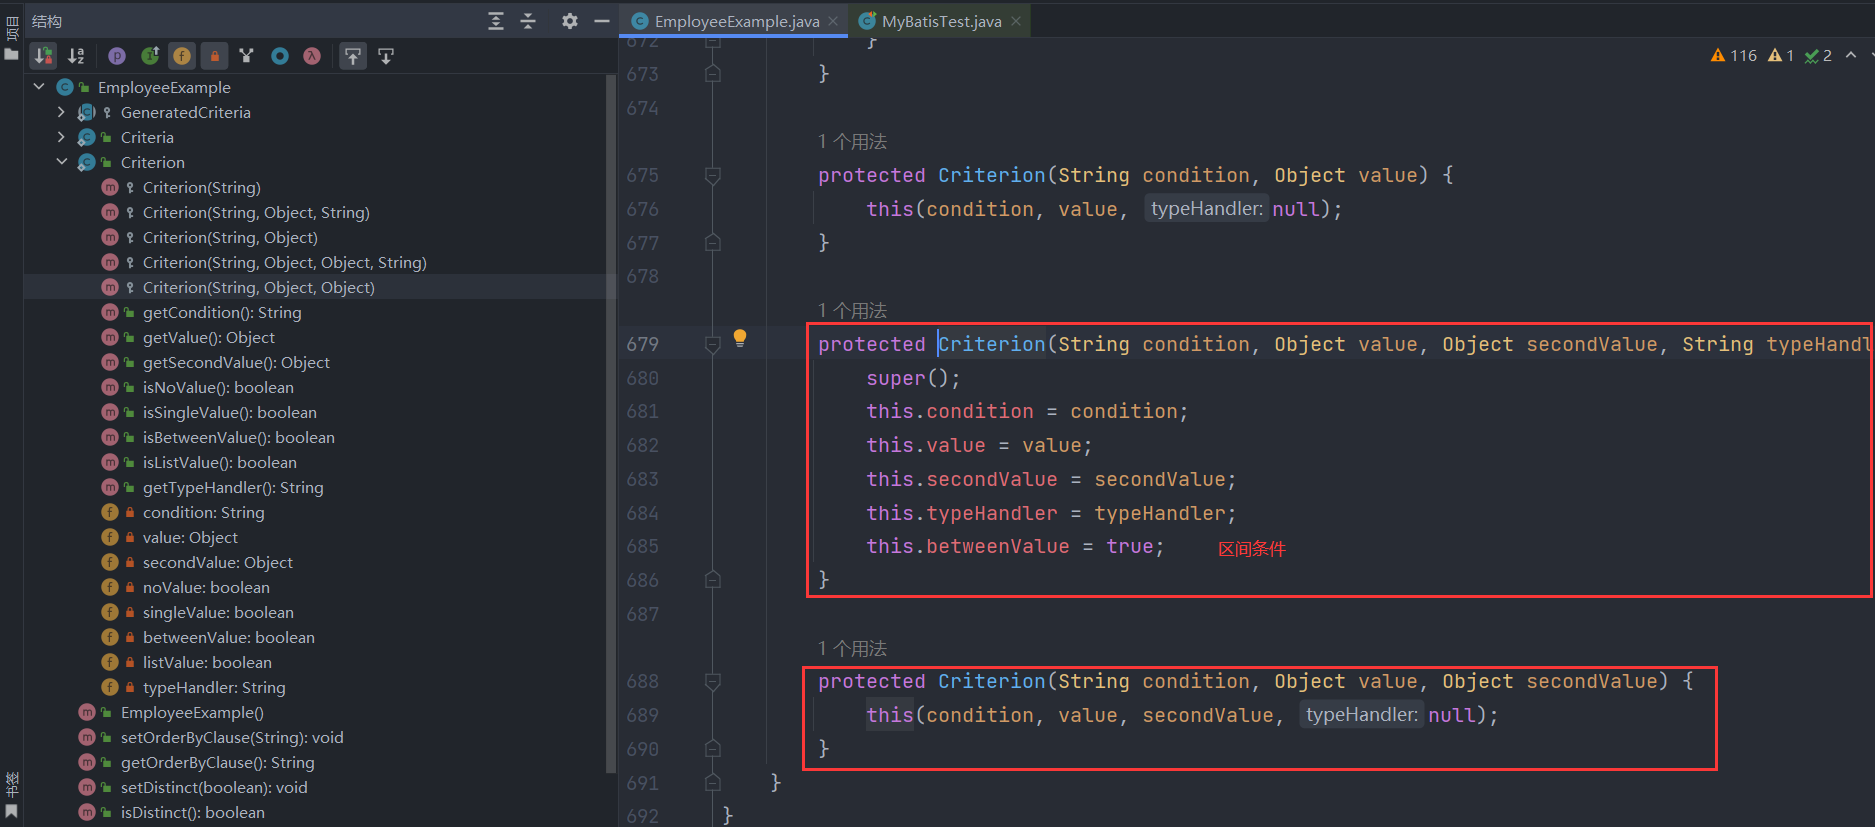 项目
结构
EmployeeExample.java
MyBatisTest.java
116
1
2
EmployeeExample
GeneratedCriteria
Criteria
Criterion
Criterion(String)
Criterion(String, Object, String)
Criterion(String, Object)
Criterion(String, Object, Object, String)
Criterion(String, Object, Object)
getCondition(): String
getValue(): Object
getSecondValue(): Object
isNoValue(): boolean
isSingleValue(): boolean
isBetweenValue(): boolean
isListValue(): boolean
getTypeHandler(): String
condition: String
value: Object
secondValue: Object
noValue: boolean
singleValue: boolean
betweenValue: boolean
listValue: boolean
typeHandler: String
EmployeeExample()
setOrderByClause(String): void
getOrderByClause(): String
setDistinct(boolean): void
isDistinct(): boolean
书签
672 }
673 }
674
1 个用法
675 protected Criterion(String condition, Object value) {
676 this(condition, value, typeHandler: null);
677 }
678
1 个用法
679 protected Criterion(String condition, Object value, Object secondValue, String typeHandl
680 super();
681 this.condition = condition;
682 this.value = value;
683 this.secondValue = secondValue;
684 this.typeHandler = typeHandler;
685 this.betweenValue = true; 区间条件
686 }
687
1 个用法
688 protected Criterion(String condition, Object value, Object secondValue) {
689 this(condition, value, secondValue, typeHandler: null);
690 }
691 }
692 }